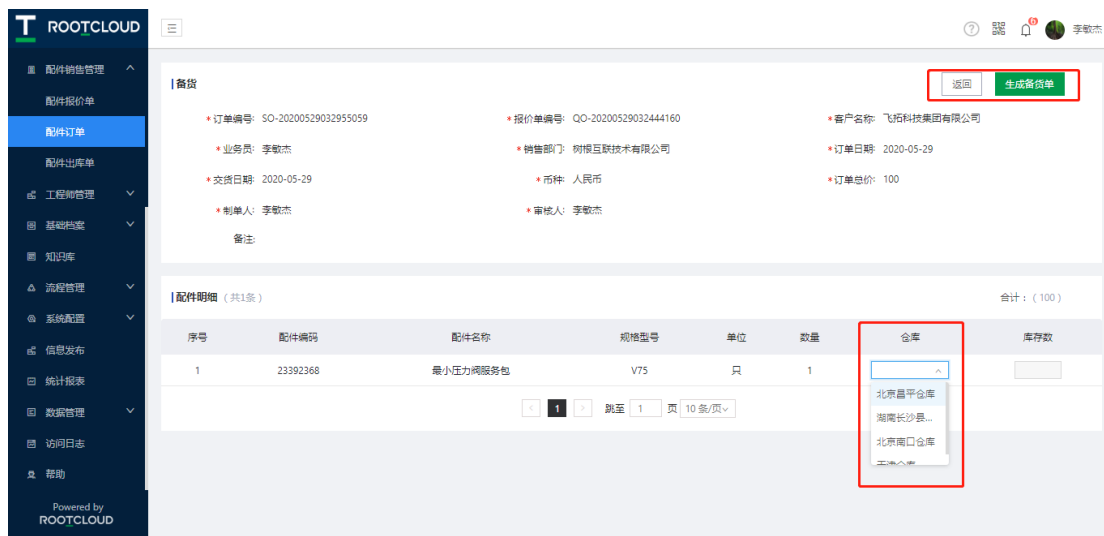 ROOTCLOUD
6
李敏杰
配件销售管理
配件报价单
配件订单
配件出库单
工程师管理
基础档案
知识库
流程管理
系统配置
信息发布
统计报表
数据管理
访问日志
帮助
Powered by
ROOTCLOUD
备货
返回 生成备货单
*订单编号: SO-20200529032955059 *报价单编号: QO-20200529032444160 *客户名称: 飞拓科技集团有限公司
*业务员: 李敏杰 *销售部门: 树根互联技术有限公司 *订单日期: 2020-05-29
*交货日期: 2020-05-29 *币种: 人民币 *订单总价: 100
*制单人: 李敏杰 *审核人: 李敏杰
备注:
配件明细 (共1条) 合计:(100)
序号 配件编码 配件名称 规格型号 单位 数量 仓库 库存数
1 23392368 最小压力阀服务包 V75 只 1
北京昌平仓库
湖南长沙县...
北京南口仓库
天津仓库
< 1 > 跳至 1 页 10 条/页